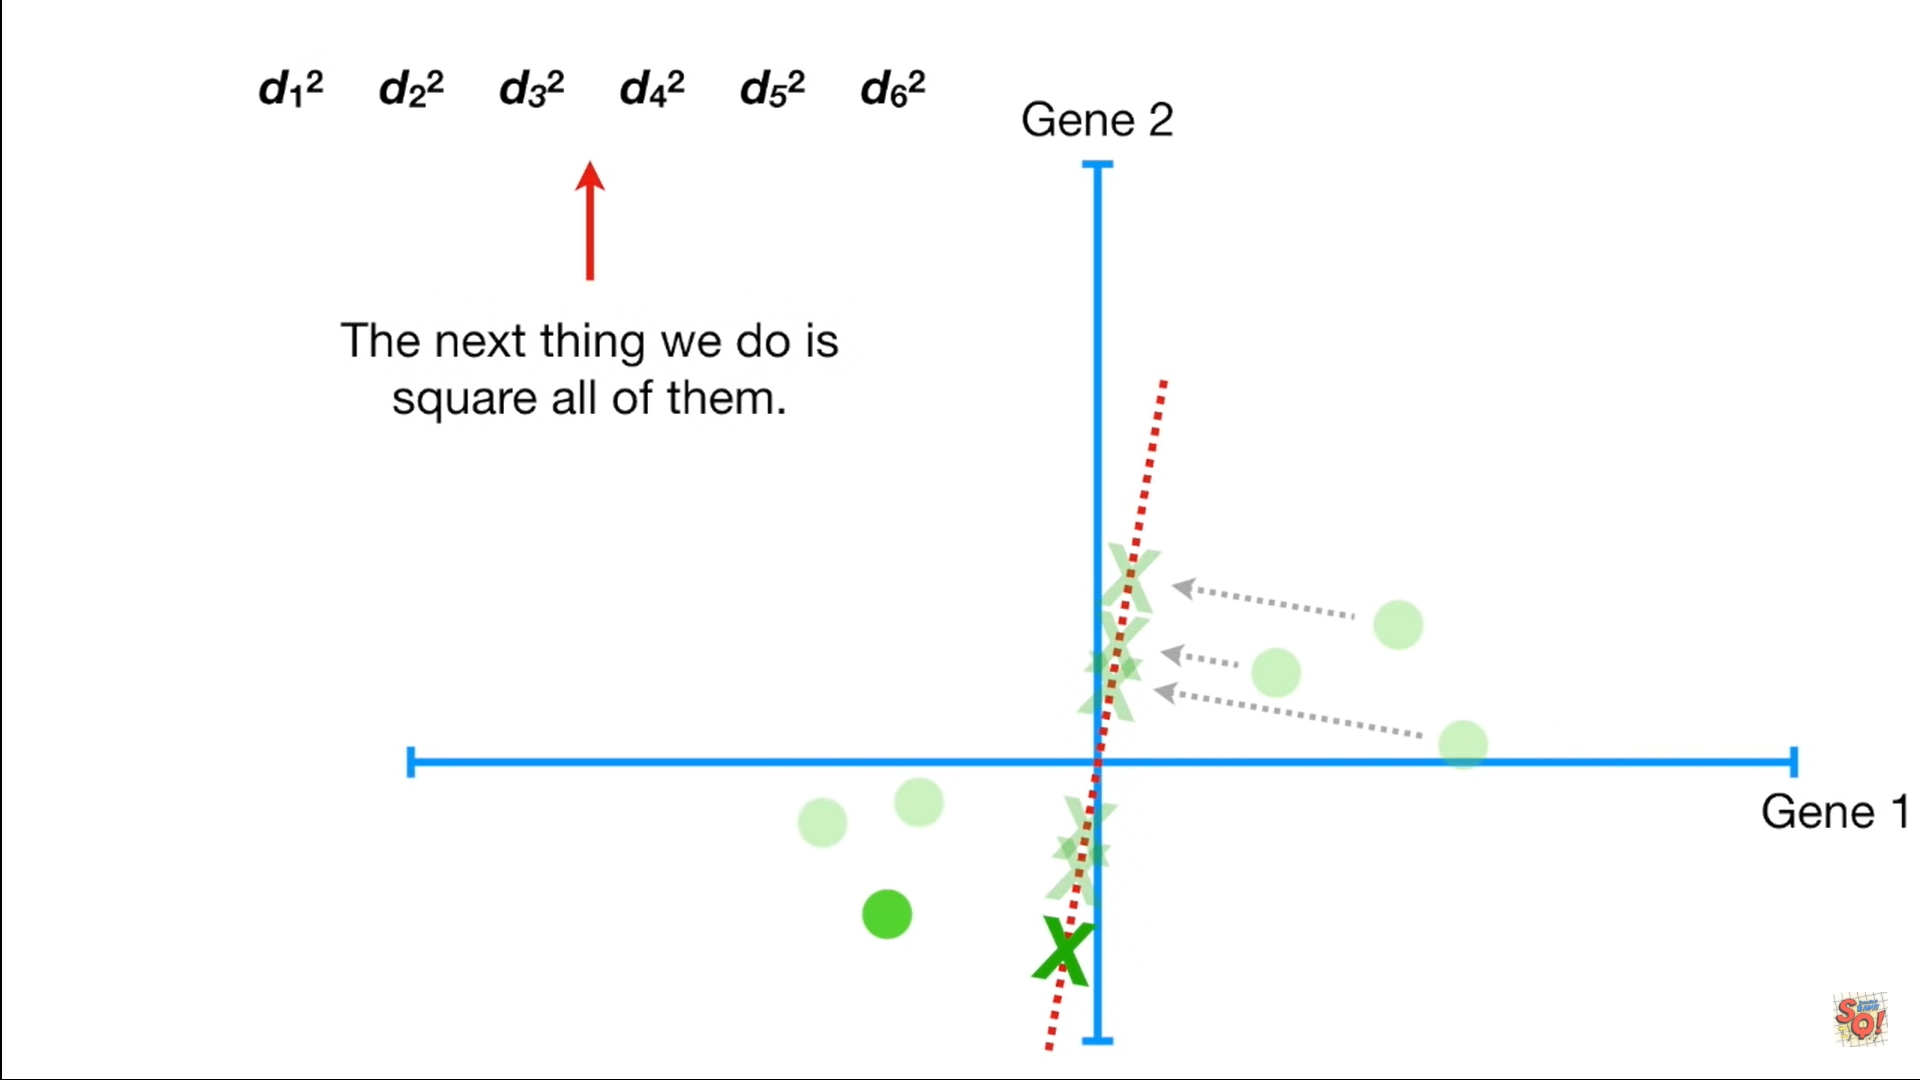 d₁² d₂² d₃² d₄² d₅² d₆²
Gene 2
The next thing we do is
square all of them.
Gene 1
SQ!